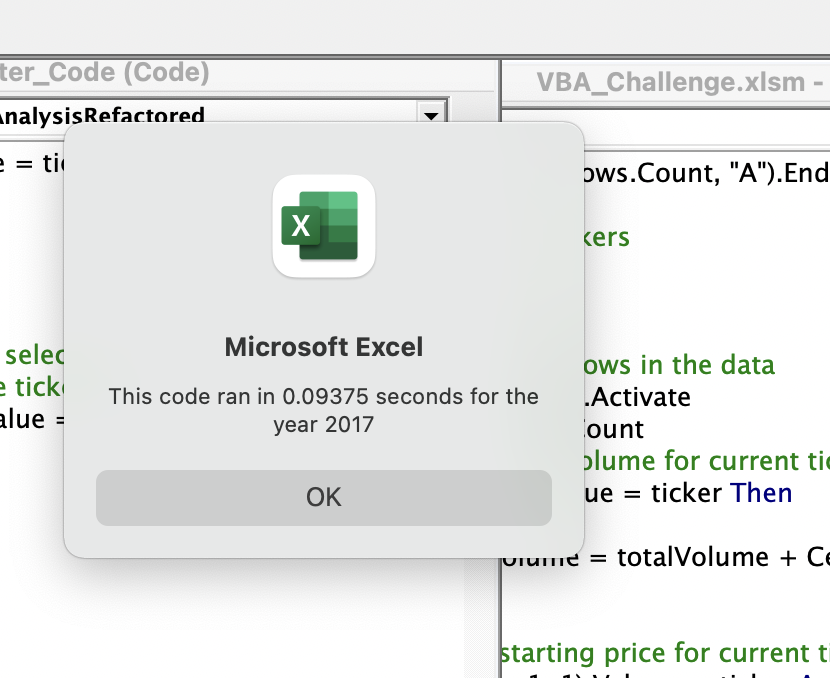 ter_Code (Code)
VBA_Challenge.xlsm -
AnalysisRefactored
e = tic
ows.Count, "A").End
kers
X
Microsoft Excel
This code ran in 0.09375 seconds for the
year 2017
OK
selec
e ticke
alue =
ows in the data
.Activate
Count
olume for current tic
ue = ticker Then
olume = totalVolume + Ce
starting price for current ti